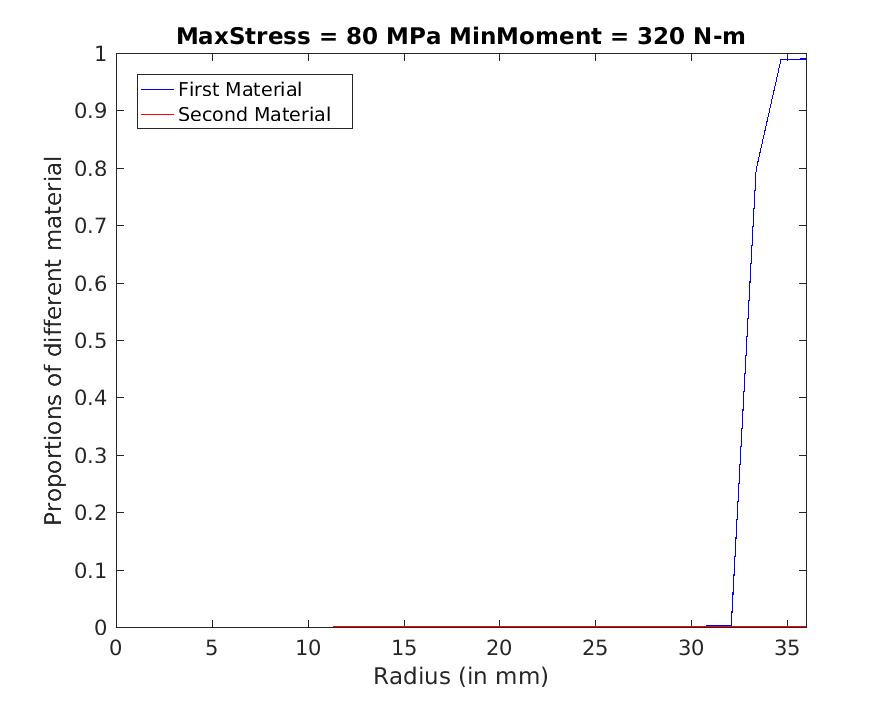 MaxStress = 80 MPa MinMoment = 320 N-m
1
First Material
Second Material
0.9
0.8
0.7
0.6
0.5
0.4
0.3
0.2
0.1
0
Proportions of different material
0 5 10 15 20 25 30 35
Radius (in mm)